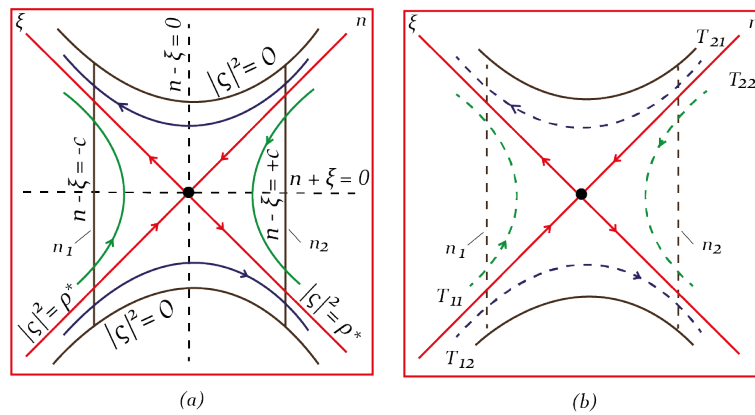 ξ
n
n - ξ = 0
|ς|² = 0
n - ξ = -c
n - ξ = +c
n + ξ = 0
n₁
n₂
|ς|² = ρ*
|ς|² = 0
|ς|² = ρ*
(a)
ξ
n
T₂₁
T₂₂
n₁
n₂
T₁₁
T₁₂
(b)